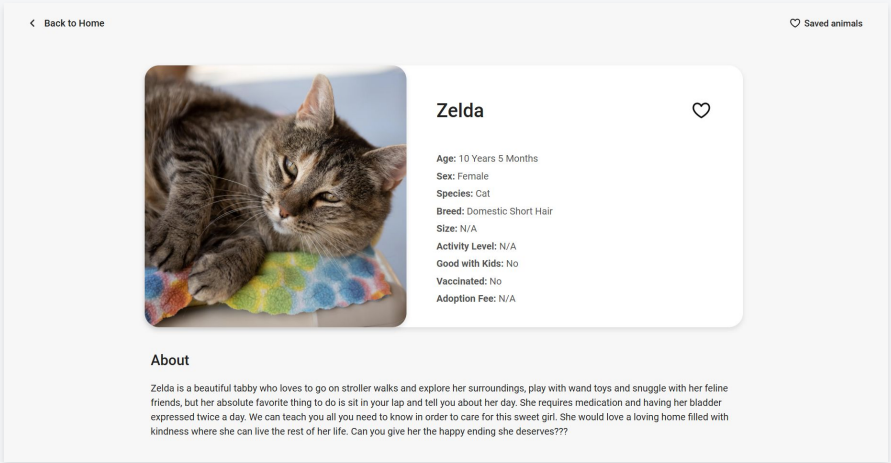 Back to Home
Saved animals
Zelda
Age: 10 Years 5 Months
Sex: Female
Species: Cat
Breed: Domestic Short Hair
Size: N/A
Activity Level: N/A
Good with Kids: No
Vaccinated: No
Adoption Fee: N/A
About
Zelda is a beautiful tabby who loves to go on stroller walks and explore her surroundings, play with wand toys and snuggle with her feline
friends, but her absolute favorite thing to do is sit in your lap and tell you about her day. She requires medication and having her bladder
expressed twice a day. We can teach you all you need to know in order to care for this sweet girl. She would love a loving home filled with
kindness where she can live the rest of her life. Can you give her the happy ending she deserves???